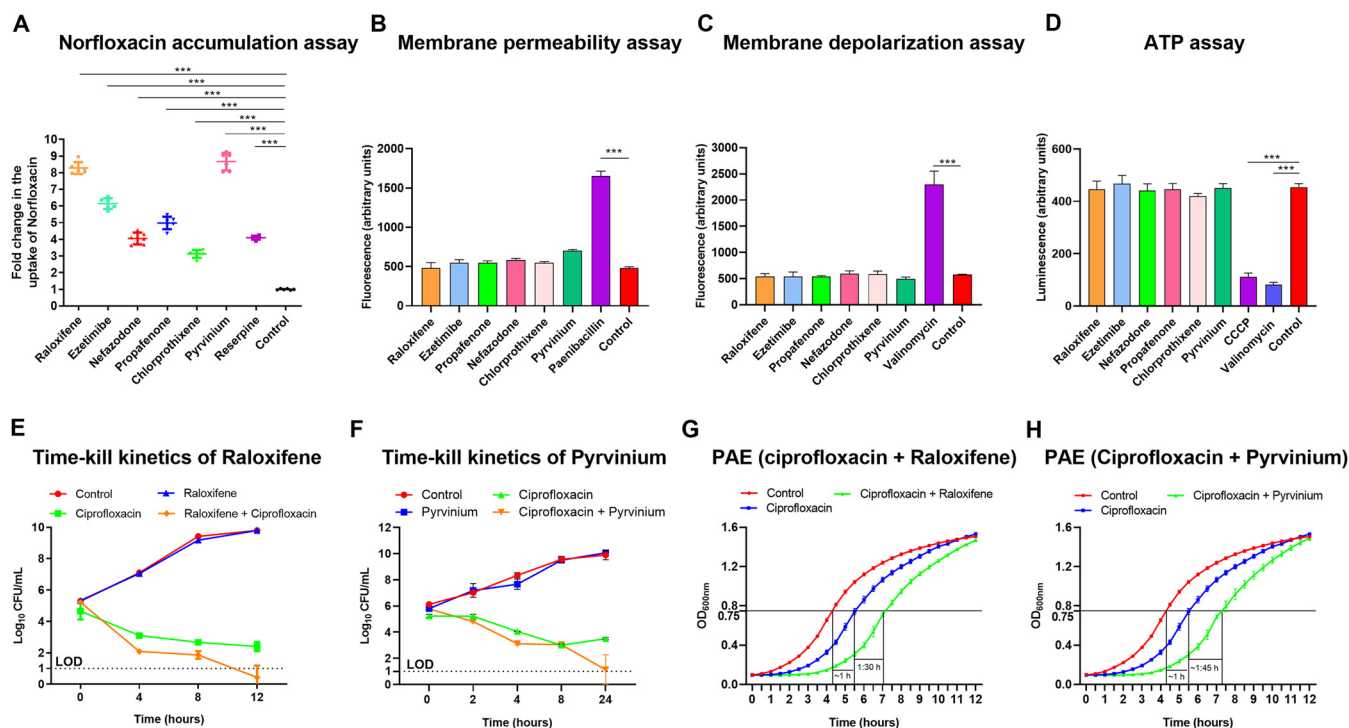 A
Norfloxacin accumulation assay
***
***
***
***
***
***
***
Fold change in the
uptake of Norfloxacin
10
9
8
7
6
5
4
3
2
1
0
Raloxifene
Ezetimibe
Nefazodone
Propafenone
Chlorprothixene
Pyrvinium
Reserpine
Control
B
Membrane permeability assay
***
Fluorescence (arbitrary units)
2000
1500
1000
500
0
Raloxifene
Ezetimibe
Propafenone
Nefazodone
Chlorprothixene
Pyrvinium
Paenibacillin
Control
C
Membrane depolarization assay
***
Fluorescence (arbitrary units)
3000
2500
2000
1500
1000
500
0
Raloxifene
Ezetimibe
Propafenone
Nefazodone
Chlorprothixene
Pyrvinium
Valinomycin
Control
D
ATP assay
***
***
Luminescence (arbitrary units)
600
400
200
0
Raloxifene
Ezetimibe
Nefazodone
Propafenone
Chlorprothixene
Pyrvinium
CCCP
Valinomycin
Control
E
Time-kill kinetics of Raloxifene
Control
Raloxifene
Ciprofloxacin
Raloxifene + Ciprofloxacin
Log10 CFU/mL
10
8
6
4
2
1
0
LOD
0
4
8
12
Time (hours)
F
Time-kill kinetics of Pyrvinium
Control
Ciprofloxacin
Pyrvinium
Ciprofloxacin + Pyrvinium
Log10 CFU/mL
12
10
8
6
4
2
1
0
LOD
0
2
4
8
24
Time (hours)
G
PAE (ciprofloxacin + Raloxifene)
Control
Ciprofloxacin + Raloxifene
Ciprofloxacin
OD600nm
1.6
1.2
0.8
0.75
0.4
0.0
~1 h
1:30 h
0 1 2 3 4 5 6 7 8 9 10 11 12
Time (hours)
H
PAE (Ciprofloxacin + Pyrvinium)
Control
Ciprofloxacin + Pyrvinium
Ciprofloxacin
OD600nm
1.6
1.2
0.8
0.75
0.4
0.0
~1 h
~1:45 h
0 1 2 3 4 5 6 7 8 9 10 11 12
Time (hours)